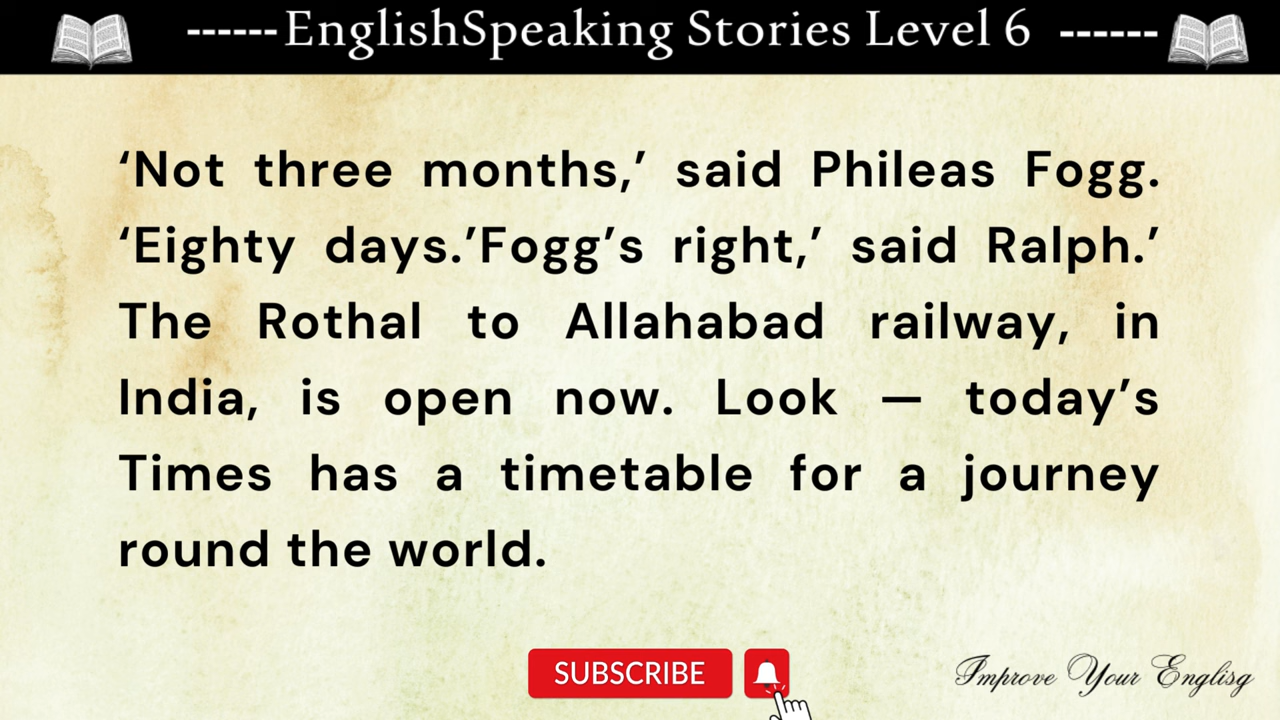 ------EnglishSpeaking Stories Level 6 ------
‘Not three months,’ said Phileas Fogg.
‘Eighty days.’Fogg’s right,’ said Ralph.’
The Rothal to Allahabad railway, in
India, is open now. Look — today’s
Times has a timetable for a journey
round the world.
SUBSCRIBE
Improve Your Englisg